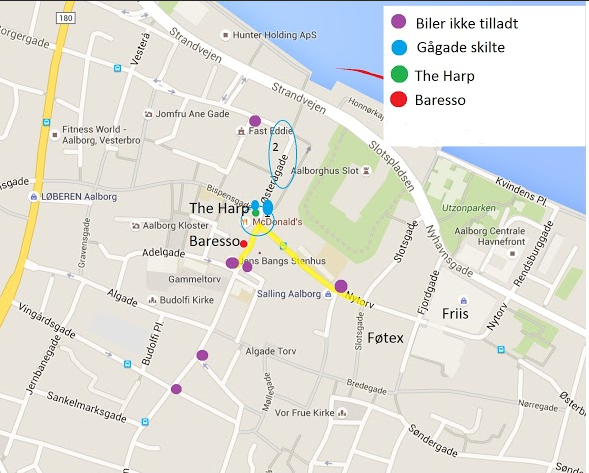 180
Hunter Holding ApS
Borgergade
Vesterå
Strandvejen
Strandvejen
Honnørkaj
Jomfru Ane Gade
Fast Eddie
Fitness World -
Aalborg, Vesterbro
2
Østerågade
Aalborghus Slot
Slotspladsen
Kvindens Pl.
LØBEREN Aalborg
Bispensgade
The Harp
McDonald's
Utzonparken
Aalborg Kloster
Baresso
Aalborg Centrale
Havnefront
Rendsburggade
Nyhavnsgade
Slotsgade
Adelgade
Jens Bangs Stenhus
Gravensgade
Gammeltorv
Salling Aalborg
Nytorv
Fjordgade
Algade
Budolfi Kirke
Friis
Nytorv
Vingårdsgade
Budolfi Pl.
Føtex
Slotsgade
Algade Torv
Jernbanegade
Møllegade
Bredegade
Nørregade
Østerbr
Sankelmarksgade
Vor Frue Kirke
Søndergade
Søndergade
Biler ikke tilladt
Gågade skilte
The Harp
Baresso